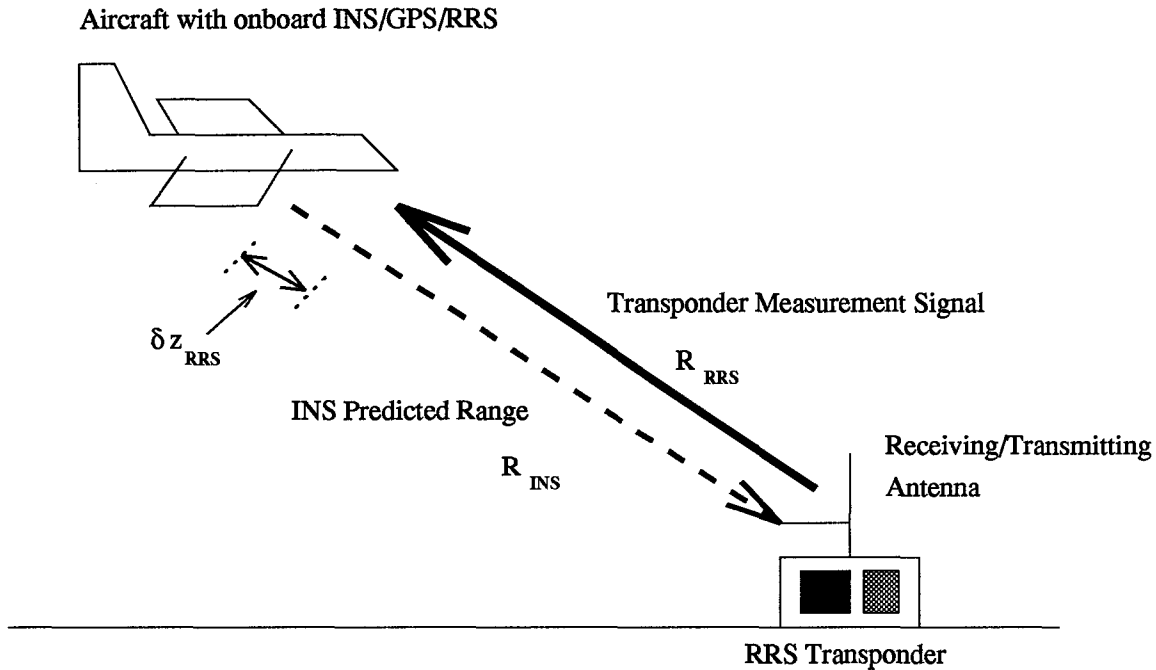 Aircraft with onboard INS/GPS/RRS
Transponder Measurement Signal
R RRS
δ z RRS
INS Predicted Range
R INS
Receiving/Transmitting
Antenna
RRS Transponder